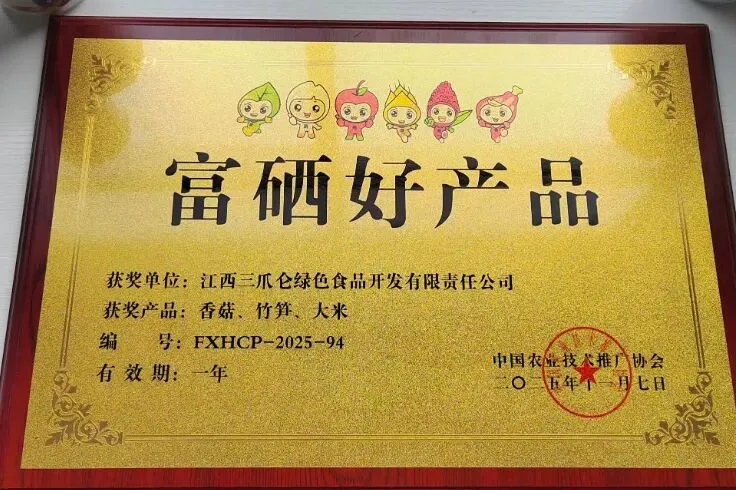 富硒好产品
获奖单位：江西三爪仑绿色食品开发有限责任公司
获奖产品：香菇、竹笋、大米
编　　号：FXHCP-2025-94
有 效 期：一年
中国农业技术推广协会
二〇二五年十一月七日